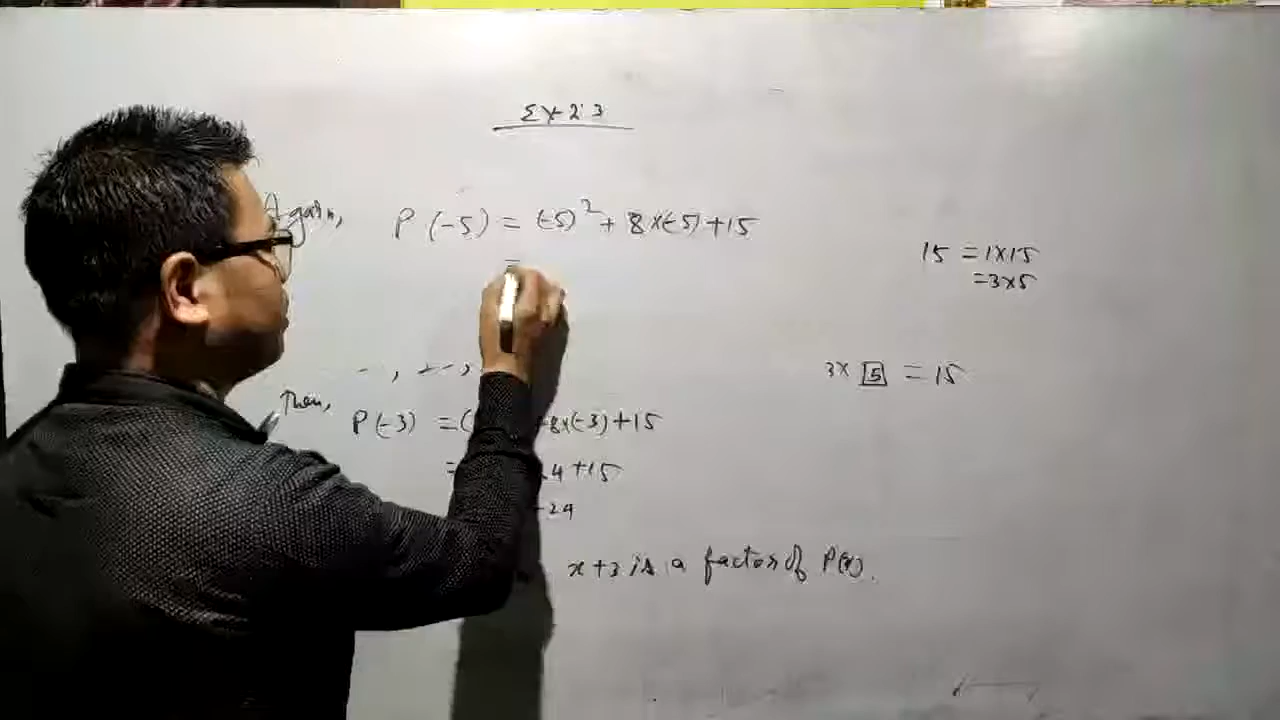 Ex-2.3
Again, P(-5) = (-5)² + 8×(-5)+15
=
15 = 1×15
= 3×5
3× 5 = 15
Then, P(-3) = ( 8×(-3)+15
= 4+15
-24
x+3 is a factor of P(x).